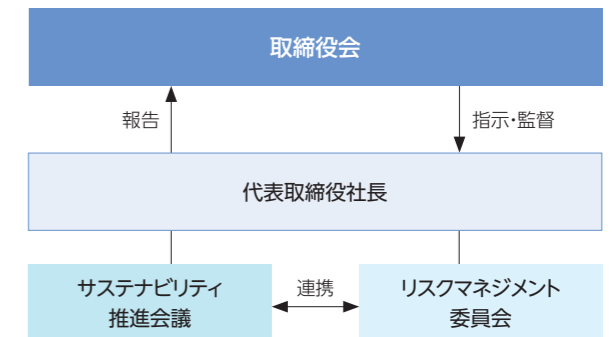 取締役会
報告
指示・監督
代表取締役社長
サステナビリティ
推進会議
連携
リスクマネジメント
委員会